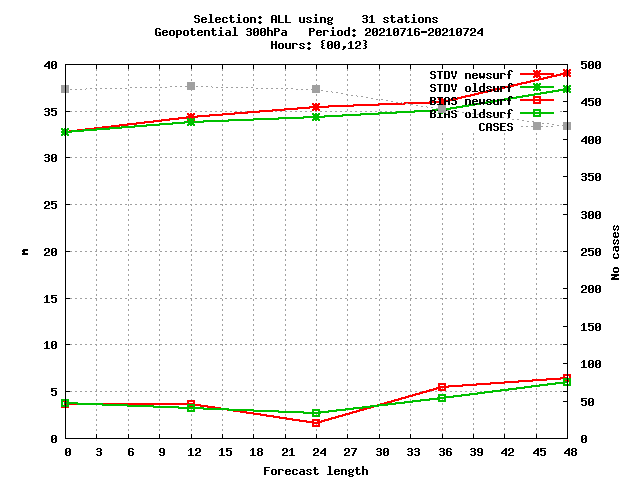 Selection: ALL using    31 stations
Geopotential 300hPa   Period: 20210716-20210724
Hours: {00,12}
40 500
STDV newsurf
STDV oldsurf
35 450
BIAS newsurf
BIAS oldsurf
CASES
400
30 350
25 300
m
20 250
No cases
15 200
150
10 100
5 50
0 0
0 3 6 9 12 15 18 21 24 27 30 33 36 39 42 45 48
Forecast length